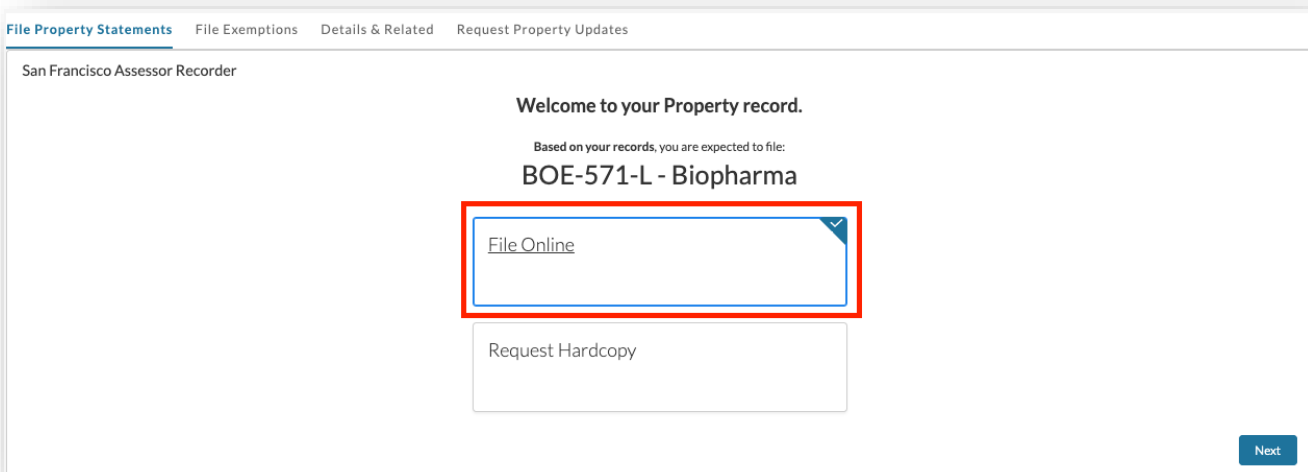 File Property Statements File Exemptions Details & Related Request Property Updates
San Francisco Assessor Recorder
Welcome to your Property record.
Based on your records, you are expected to file:
BOE-571-L - Biopharma
File Online
Request Hardcopy
Next